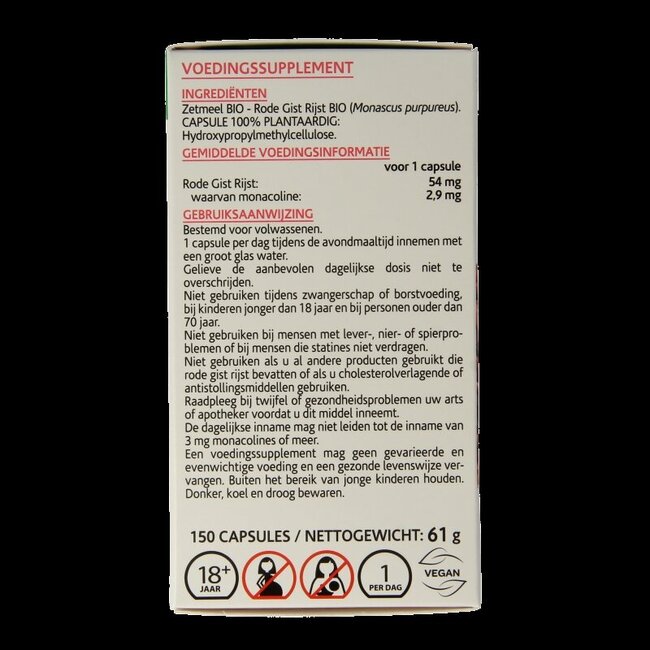 VOEDINGSSUPPLEMENT
INGREDIËNTEN
Zetmeel BIO - Rode Gist Rijst BIO (Monascus purpureus).
CAPSULE 100% PLANTAARDIG:
Hydroxypropylmethylcellulose.
GEMIDDELDE VOEDINGSINFORMATIE
voor 1 capsule
Rode Gist Rijst: 54 mg
waarvan monacoline: 2,9 mg
GEBRUIKSAANWIJZING
Bestemd voor volwassenen.
1 capsule per dag tijdens de avondmaaltijd innemen met
een groot glas water.
Gelieve de aanbevolen dagelijkse dosis niet te
overschrijden.
Niet gebruiken tijdens zwangerschap of borstvoeding,
bij kinderen jonger dan 18 jaar en bij personen ouder dan
70 jaar.
Niet gebruiken bij mensen met lever-, nier- of spierpro-
blemen of bij mensen die statines niet verdragen.
Niet gebruiken als u al andere producten gebruikt die
rode gist rijst bevatten of als u cholesterolverlagende of
antistollingsmiddelen gebruiken.
Raadpleeg bij twijfel of gezondheidsproblemen uw arts
of apotheker voordat u dit middel inneemt.
De dagelijkse inname mag niet leiden tot de inname van
3 mg monacolines of meer.
Een voedingssupplement mag geen gevarieerde en
evenwichtige voeding en een gezonde levenswijze ver-
vangen. Buiten het bereik van jonge kinderen houden.
Donker, koel en droog bewaren.
150 CAPSULES / NETTOGEWICHT: 61 g
18+
JAAR
1
PER DAG
VEGAN